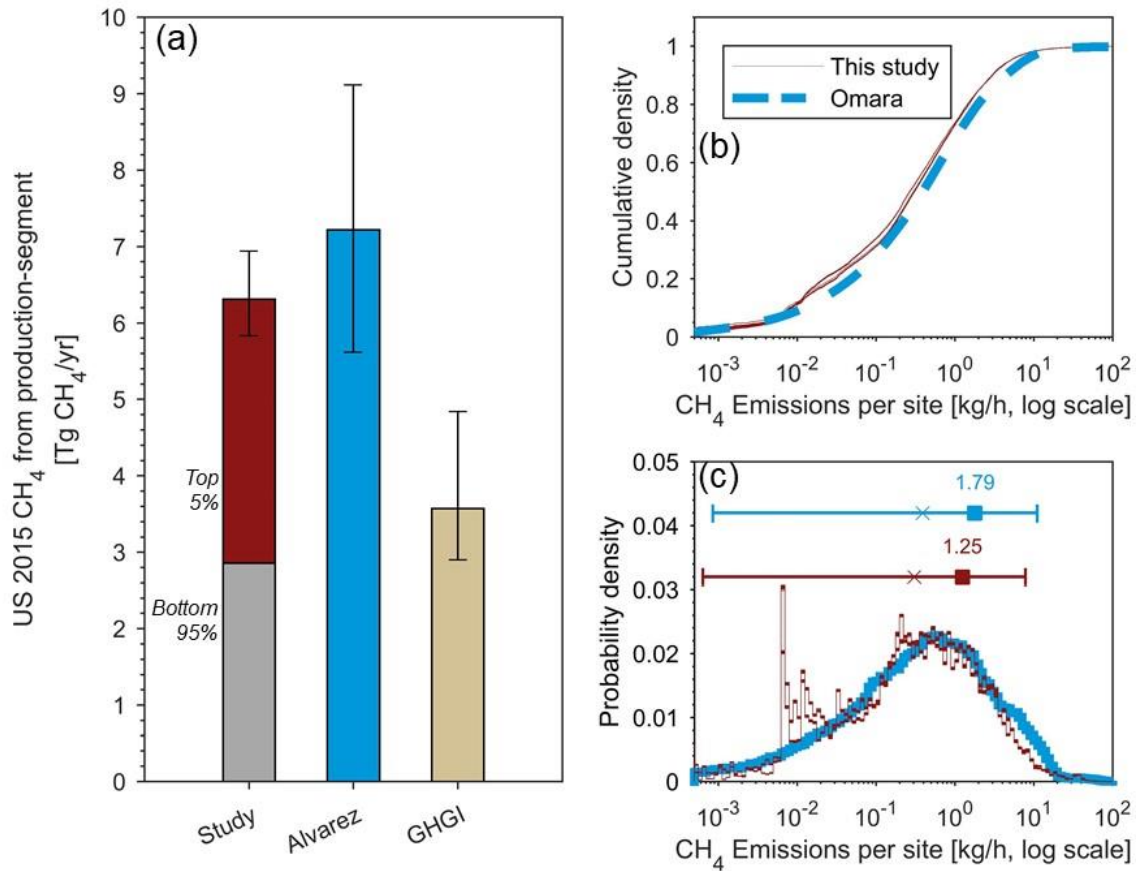 (a)
US 2015 CH4 from production-segment
[Tg CH4/yr]
10
9
8
7
6
5
4
3
2
1
0
Top
5%
Bottom
95%
Study
Alvarez
GHGI
(b)
This study
Omara
Cumulative density
1
0.8
0.6
0.4
0.2
0
10-3
10-2
10-1
100
101
102
CH4 Emissions per site [kg/h, log scale]
(c)
1.79
1.25
Probability density
0.05
0.04
0.03
0.02
0.01
0
10-3
10-2
10-1
100
101
102
CH4 Emissions per site [kg/h, log scale]